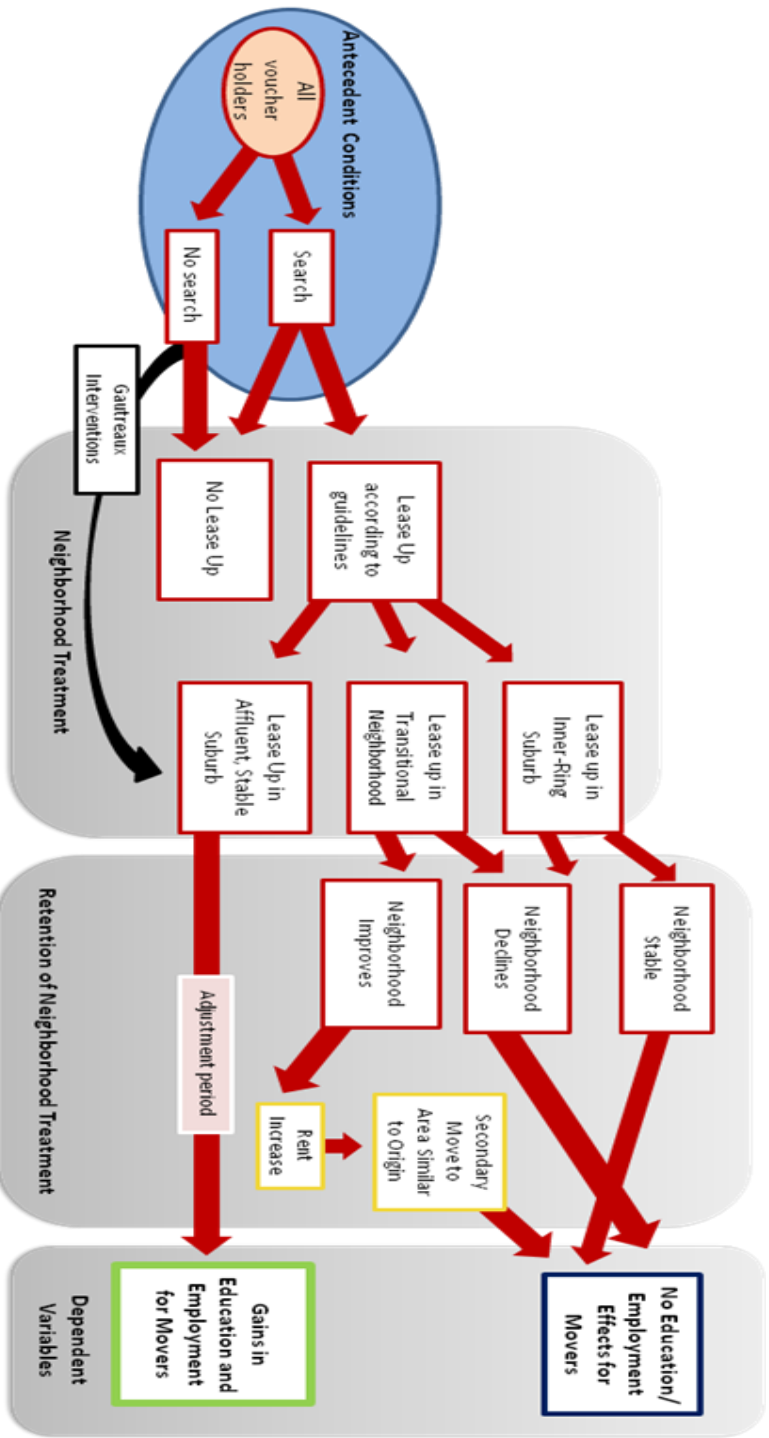 Antecedent Conditions
All
voucher
holders
Search
No search
Gautreaux
Interventions
Lease Up
according to
guidelines
No Lease Up
Neighborhood Treatment
Lease up in
Inner-Ring
Suburb
Lease up in
Transitional
Neighborhood
Lease Up in
Affluent, Stable
Suburb
Neighborhood
Stable
Neighborhood
Declines
Neighborhood
Improves
Secondary
Move to
Area Similar
to Origin
Rent
Increase
Adjustment period
Retention of Neighborhood Treatment
No Education/
Employment
Effects for
Movers
Gains in
Education and
Employment
for Movers
Dependent
Variables